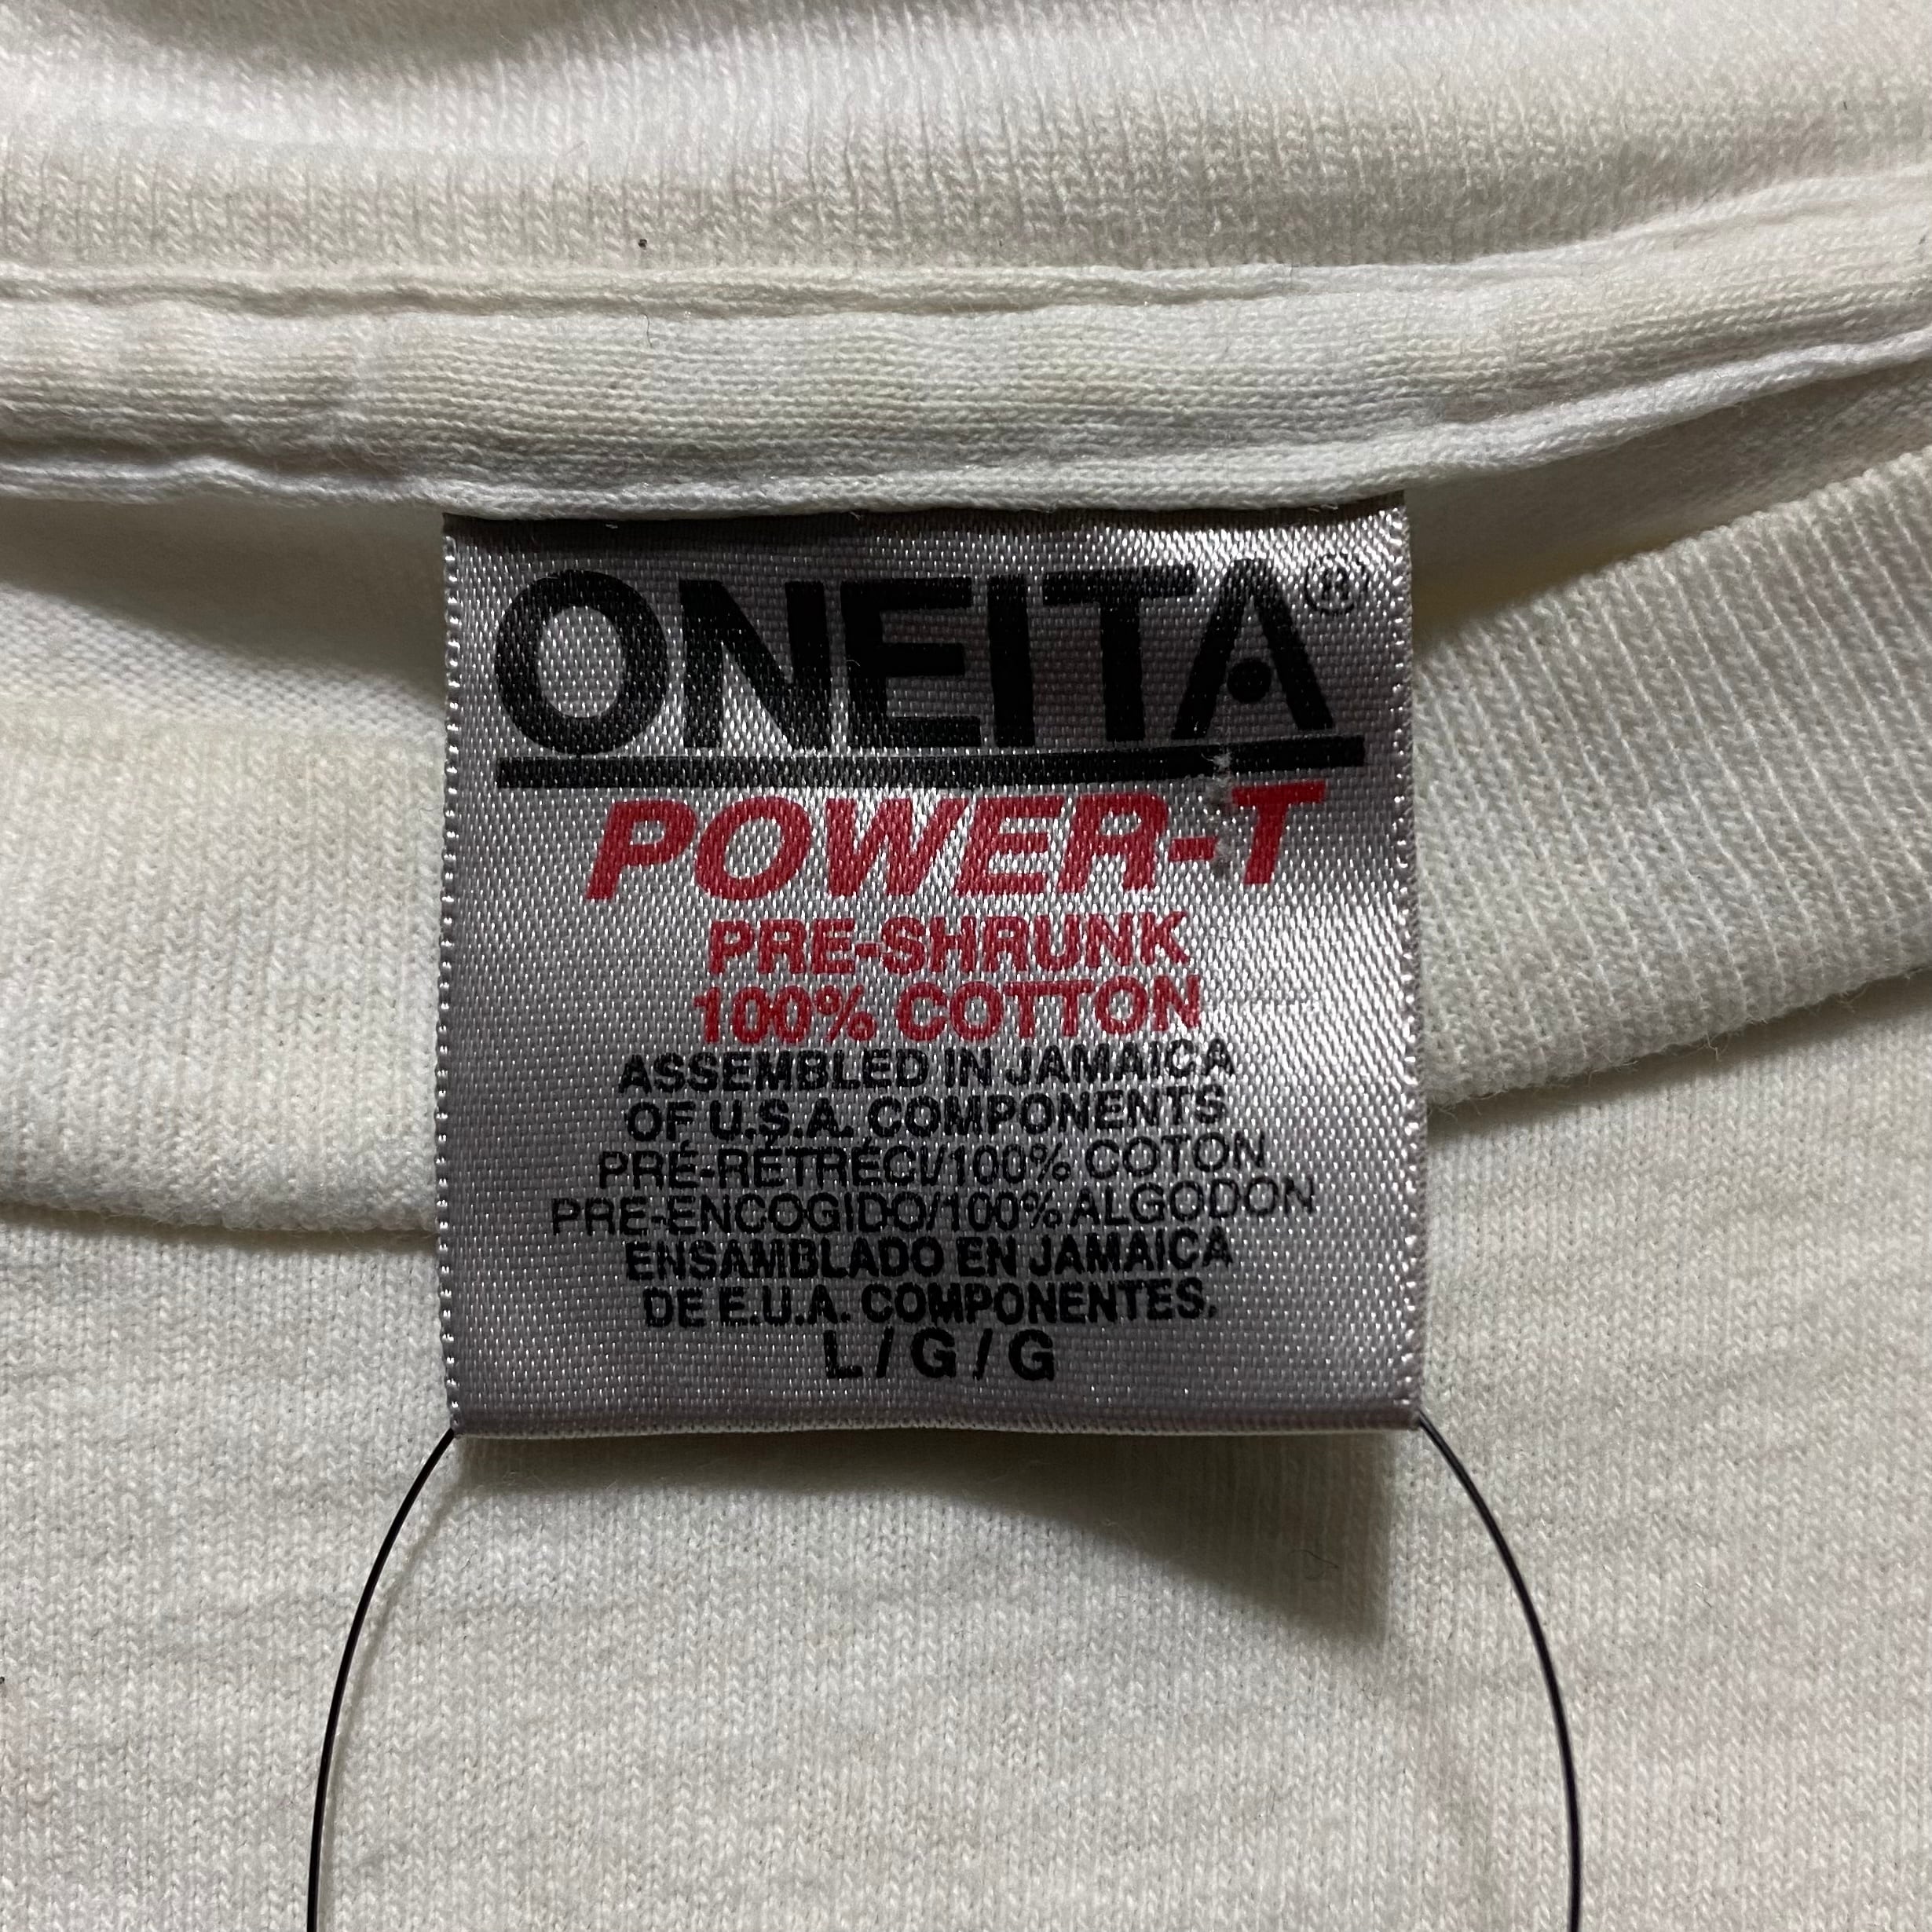 ONEITA®
POWER-T
PRE-SHRUNK
100% COTTON
ASSEMBLED IN JAMAICA
OF U.S.A. COMPONENTS
PRÉ-RÉTRÉCI/100% COTON
PRE-ENCOGIDO/100% ALGODON
ENSAMBLADO EN JAMAICA
DE E.U.A. COMPONENTES.
L/G/G